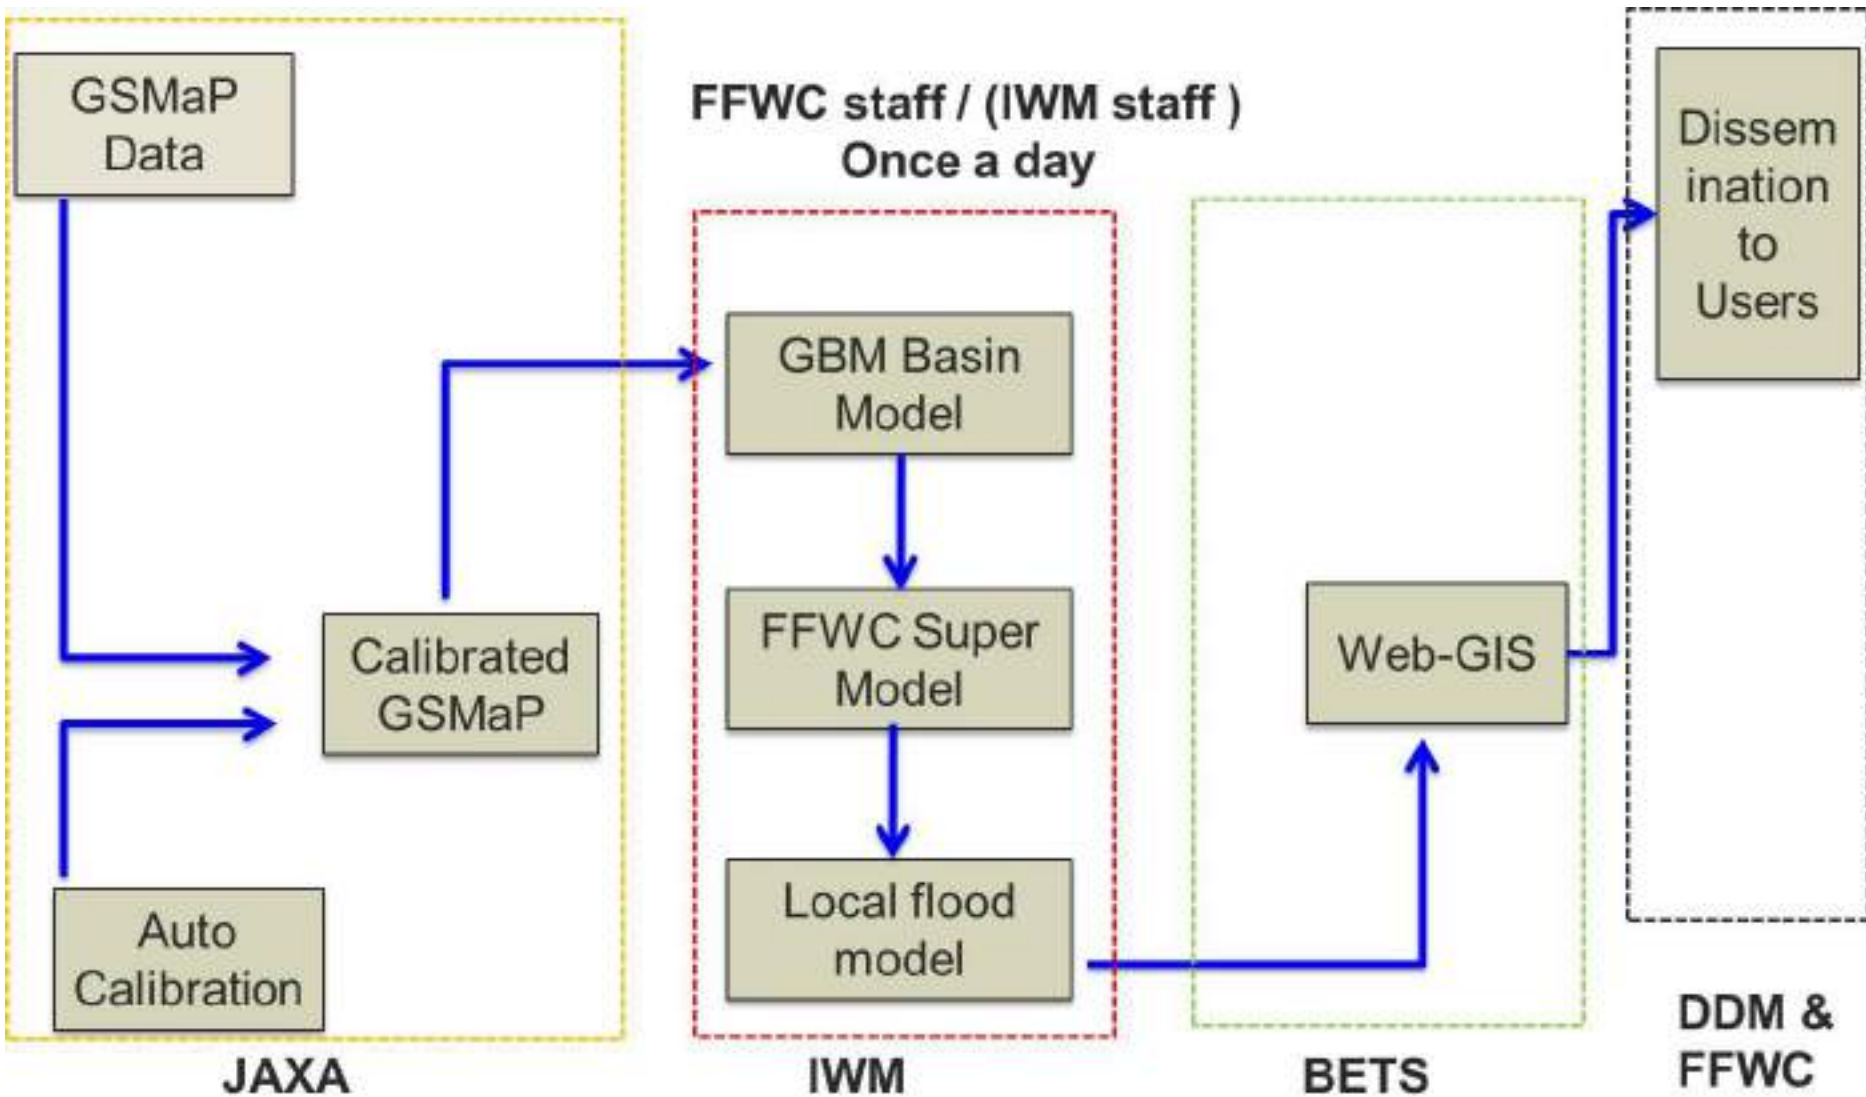 GSMaP
Data
FFWC staff / (IWM staff )
Once a day
Dissem
ination
to
Users
GBM Basin
Model
Calibrated
GSMaP
FFWC Super
Model
Web-GIS
Auto
Calibration
Local flood
model
JAXA
IWM
BETS
DDM &
FFWC